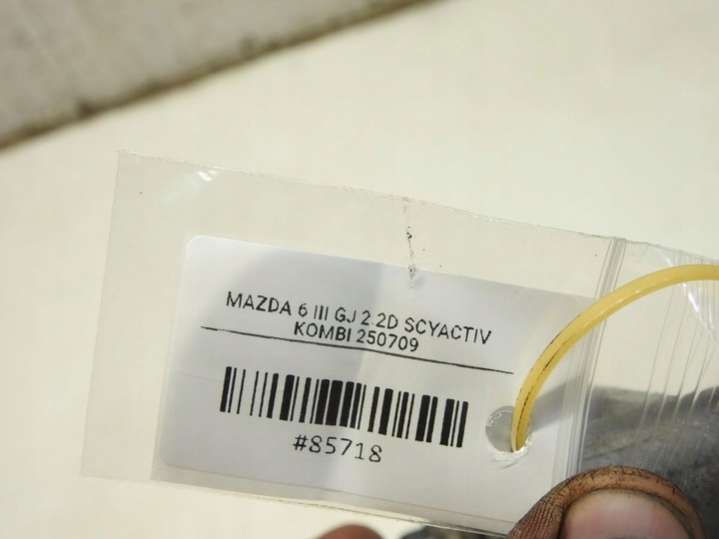 MAZDA 6 III GJ 2.2D SCYACTIV
KOMBI 250709
#85718